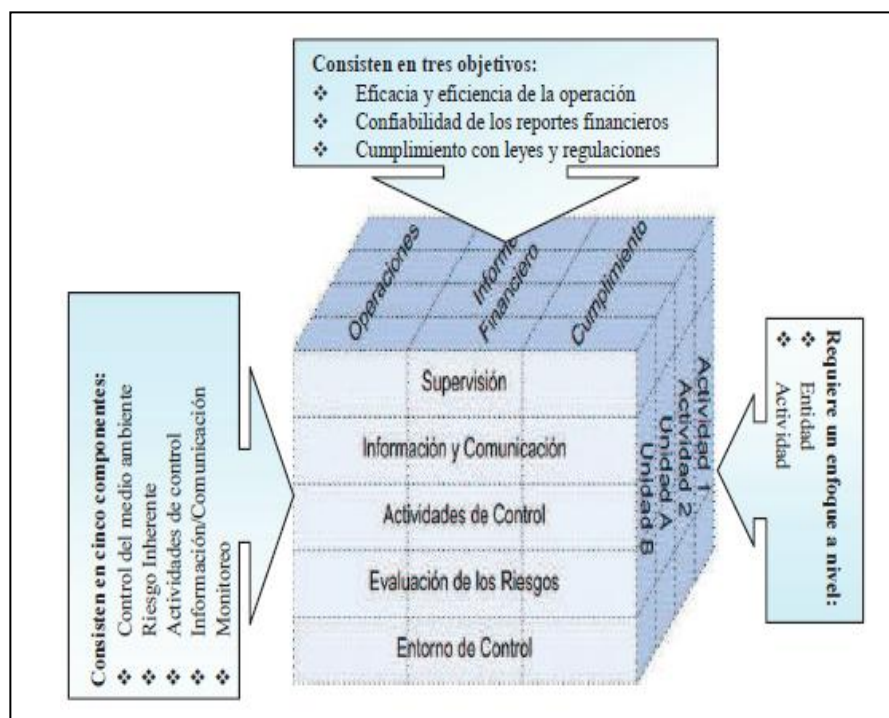 Consisten en tres objetivos:
❖ Eficacia y eficiencia de la operación
❖ Confiabilidad de los reportes financieros
❖ Cumplimiento con leyes y regulaciones
Operaciones
Informe
Financiero
Cumplimiento
Consisten en cinco componentes:
❖ Control del medio ambiente
❖ Riesgo Inherente
❖ Actividades de control
❖ Información/Comunicación
❖ Monitoreo
Supervisión
Información y Comunicación
Actividades de Control
Evaluación de los Riesgos
Entorno de Control
Actividad 1
Actividad 2
Unidad A
Unidad B
Requiere un enfoque a nivel:
❖ Entidad
❖ Actividad